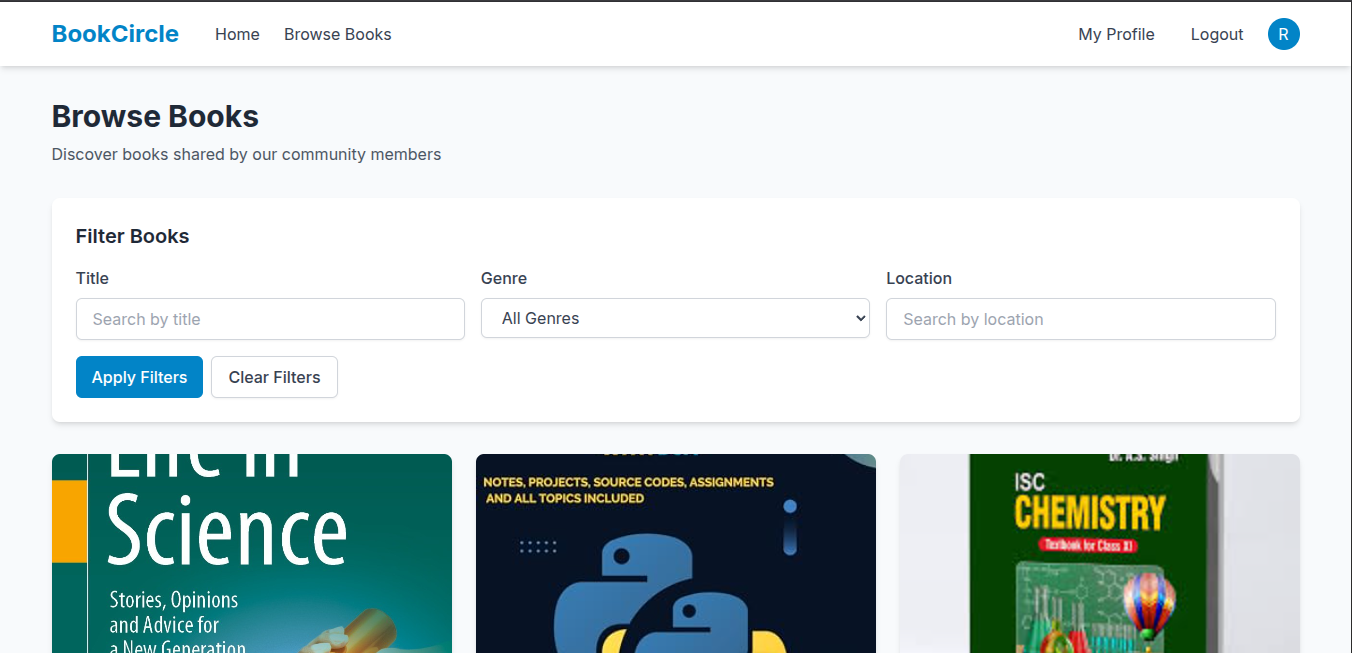 BookCircle Home Browse Books My Profile Logout R
Browse Books
Discover books shared by our community members
Filter Books
Title Genre Location
Search by title All Genres Search by location
Apply Filters Clear Filters
Life in
Science
Stories, Opinions
and Advice for
a New Generation
NOTES, PROJECTS, SOURCE CODES, ASSIGNMENTS
AND ALL TOPICS INCLUDED
ISC
CHEMISTRY
Textbook for Class XI